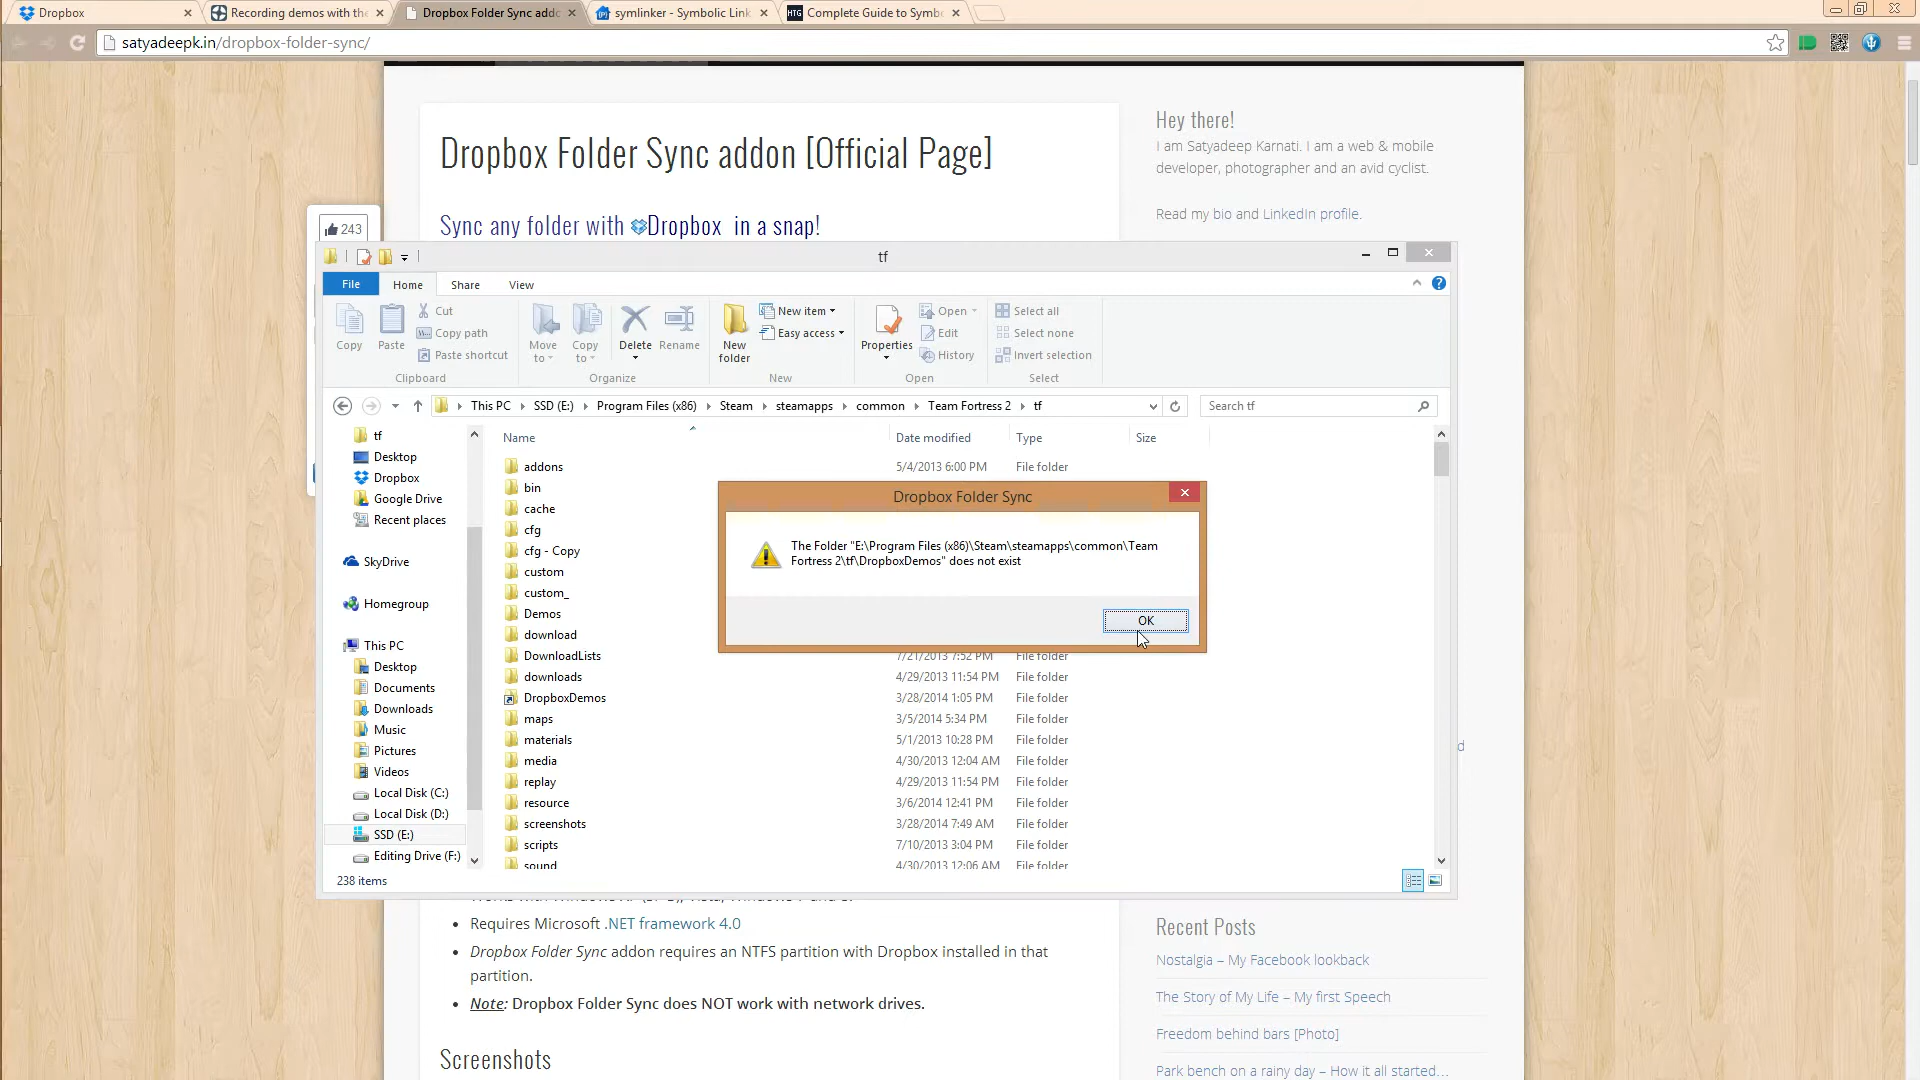 Dropbox
Recording demos with the
Dropbox Folder Sync addo
symlinker - Symbolic Link
HTG
Complete Guide to Symbo
satyadeepk.in/dropbox-folder-sync/
Dropbox Folder Sync addon [Official Page]
Sync any folder with Dropbox in a snap!
243
Hey there!
I am Satyadeep Karnati. I am a web & mobile
developer, photographer and an avid cyclist.
Read my bio and LinkedIn profile.
tf
File
Home
Share
View
Copy
Paste
Cut
Copy path
Paste shortcut
Clipboard
Move
to
Copy
to
Delete
Rename
Organize
New
folder
New item
Easy access
New
Properties
Open
Edit
History
Open
Select all
Select none
Invert selection
Select
This PC
SSD (E:)
Program Files (x86)
Steam
steamapps
common
Team Fortress 2
tf
Search tf
tf
Desktop
Dropbox
Google Drive
Recent places
SkyDrive
Homegroup
This PC
Desktop
Documents
Downloads
Music
Pictures
Videos
Local Disk (C:)
Local Disk (D:)
SSD (E:)
Editing Drive (F:)
Name Date modified Type Size
addons 5/4/2013 6:00 PM File folder
bin
cache
cfg
cfg - Copy
custom
custom_
Demos
download
DownloadLists 7/21/2013 7:52 PM File folder
downloads 4/29/2013 11:54 PM File folder
DropboxDemos 3/28/2014 1:05 PM File folder
maps 3/5/2014 5:34 PM File folder
materials 5/1/2013 10:28 PM File folder
media 4/30/2013 12:04 AM File folder
replay 4/29/2013 11:54 PM File folder
resource 3/6/2014 12:41 PM File folder
screenshots 3/28/2014 7:49 AM File folder
scripts 7/10/2013 3:04 PM File folder
sound 4/30/2013 12:06 AM File folder
238 items
Dropbox Folder Sync
The Folder "E:\Program Files (x86)\Steam\steamapps\common\Team
Fortress 2\tf\DropboxDemos" does not exist
OK
d
Requires Microsoft .NET framework 4.0
Dropbox Folder Sync addon requires an NTFS partition with Dropbox installed in that
partition.
Note: Dropbox Folder Sync does NOT work with network drives.
Screenshots
Recent Posts
Nostalgia – My Facebook lookback
The Story of My Life – My first Speech
Freedom behind bars [Photo]
Park bench on a rainy day – How it all started…